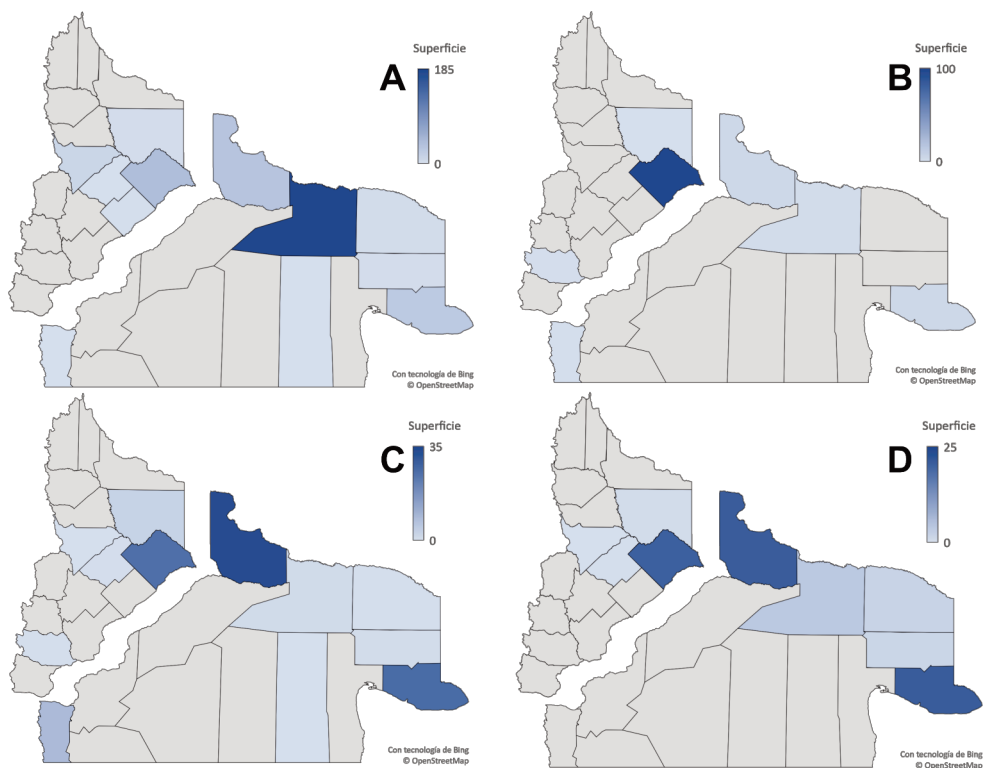 A
Superficie
185
0
Con tecnología de Bing
© OpenStreetMap
B
Superficie
100
0
Con tecnología de Bing
© OpenStreetMap
C
Superficie
35
0
Con tecnología de Bing
© OpenStreetMap
D
Superficie
25
0
Con tecnología de Bing
© OpenStreetMap